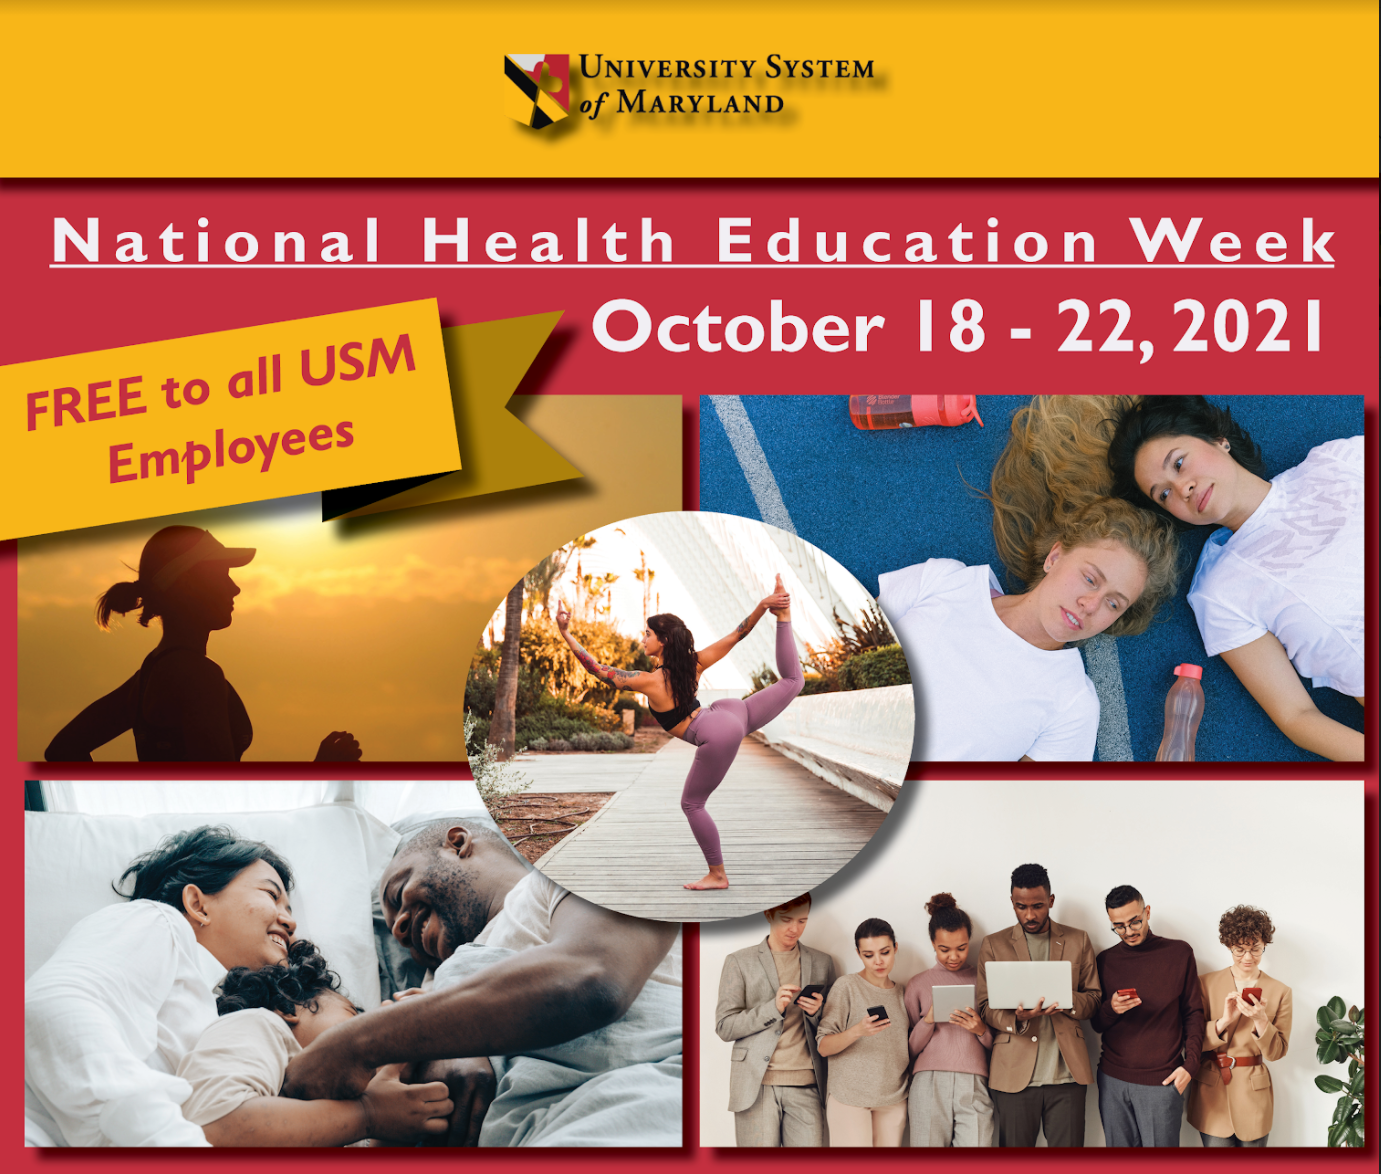 University System
of Maryland
National Health Education Week
October 18 - 22, 2021
FREE to all USM
Employees